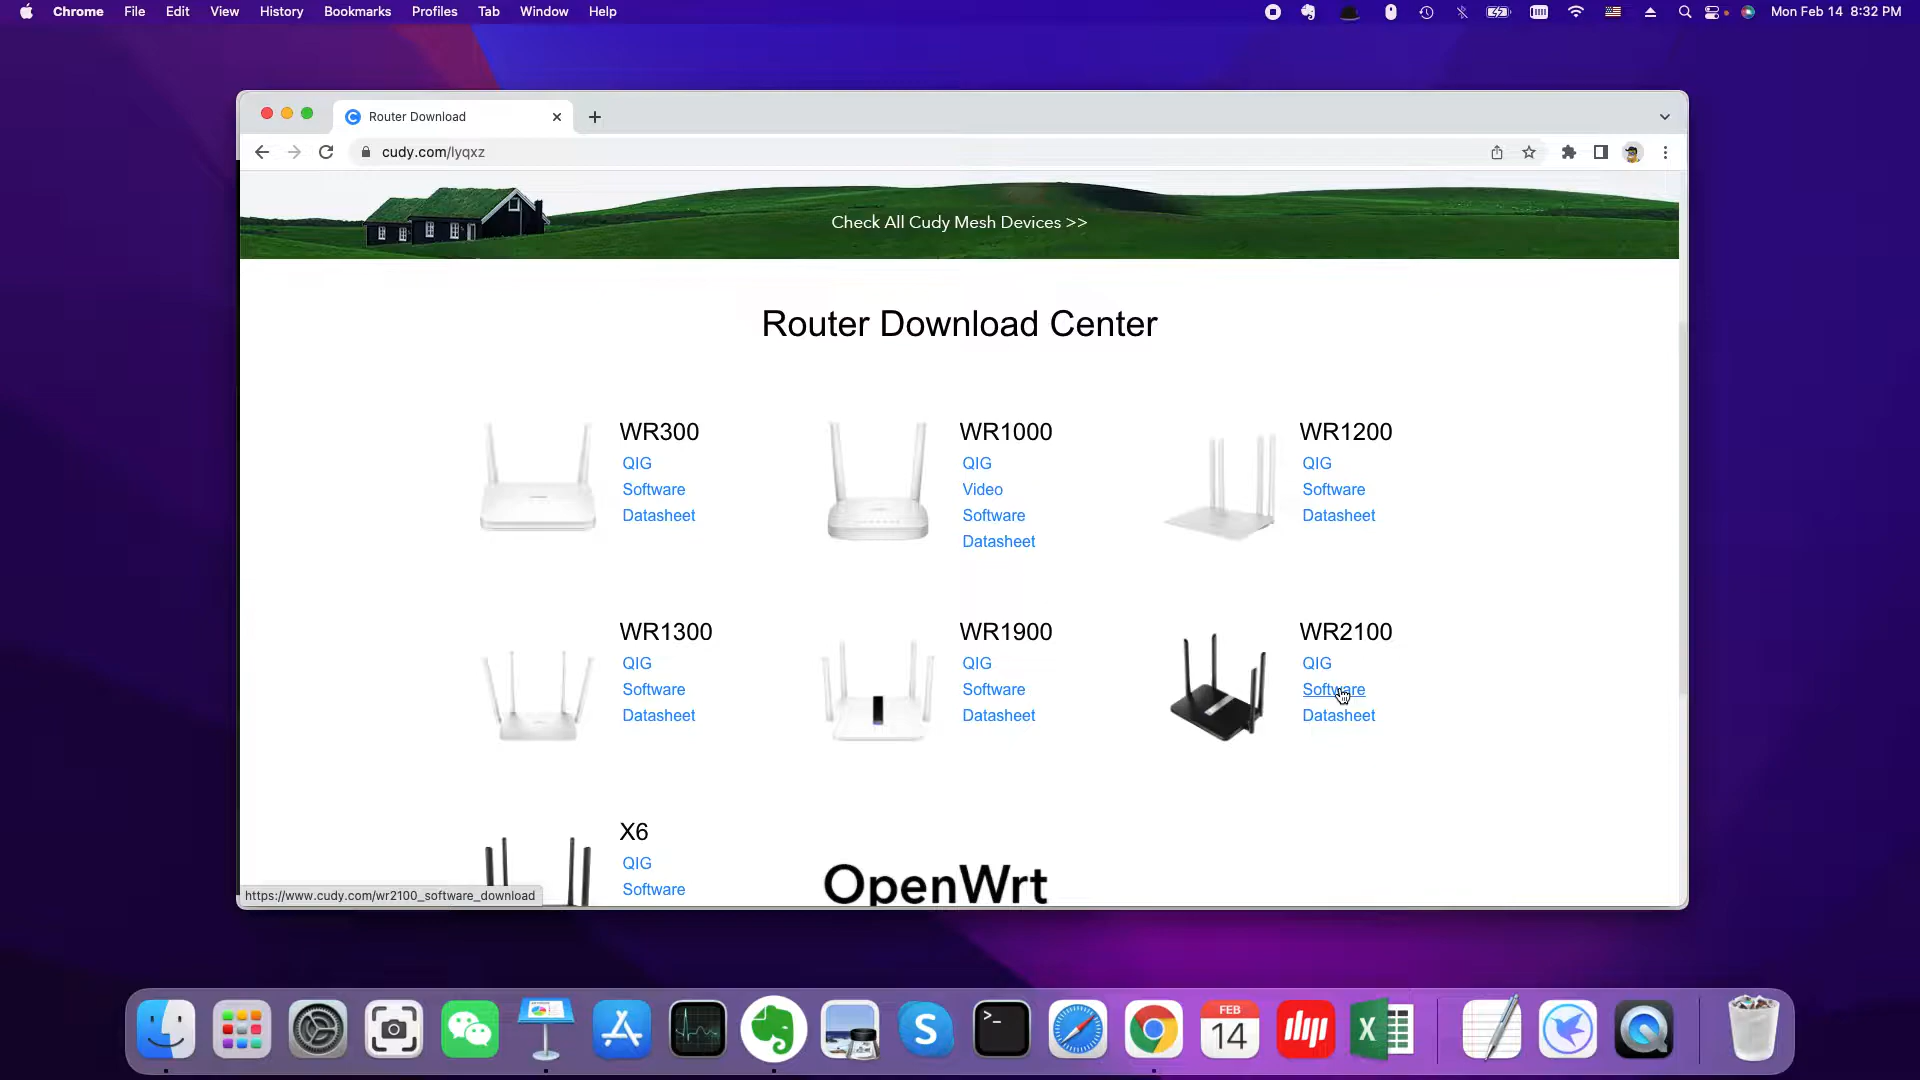 Chrome File Edit View History Bookmarks Profiles Tab Window Help Mon Feb 14 8:32 PM
Router Download
cudy.com/lyqxz
Check All Cudy Mesh Devices >>
Router Download Center
WR300
QIG
Software
Datasheet
WR1000
QIG
Video
Software
Datasheet
WR1200
QIG
Software
Datasheet
WR1300
QIG
Software
Datasheet
WR1900
QIG
Software
Datasheet
WR2100
QIG
Software
Datasheet
X6
QIG
Software
OpenWrt
https://www.cudy.com/wr2100_software_download
FEB
14